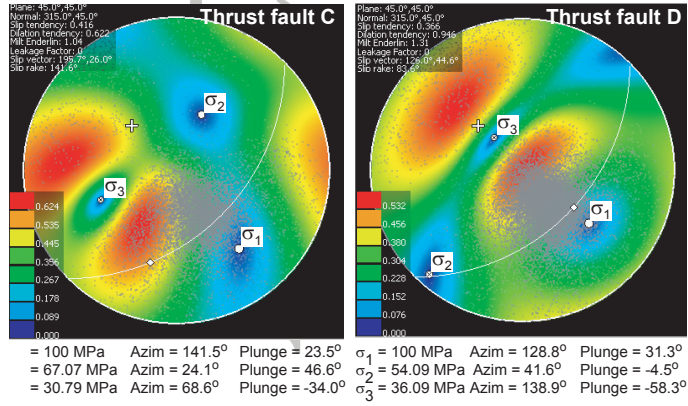 Thrust fault C
Plane: 45.0°,45.0°
Normal: 315.0°,45.0°
Slip tendency: 0.416
Dilation tendency: 0.622
Milt Enderlin: 1.04
Leakage Factor: 0
Slip vector: 195.7°,26.0°
Slip rake: 141.6°
σ2
σ3
σ1
0.624
0.535
0.445
0.356
0.267
0.178
0.089
0.000
= 100 MPa Azim = 141.5° Plunge = 23.5°
= 67.07 MPa Azim = 24.1° Plunge = 46.6°
= 30.79 MPa Azim = 68.6° Plunge = -34.0°
Thrust fault D
Plane: 45.0°,45.0°
Normal: 315.0°,45.0°
Slip tendency: 0.366
Dilation tendency: 0.946
Milt Enderlin: 1.31
Leakage Factor: 0
Slip vector: 126.0°,44.6°
Slip rake: 83.6°
σ3
σ1
σ2
0.532
0.456
0.380
0.304
0.228
0.152
0.076
0.000
σ1 = 100 MPa Azim = 128.8° Plunge = 31.3°
σ2 = 54.09 MPa Azim = 41.6° Plunge = -4.5°
σ3 = 36.09 MPa Azim = 138.9° Plunge = -58.3°